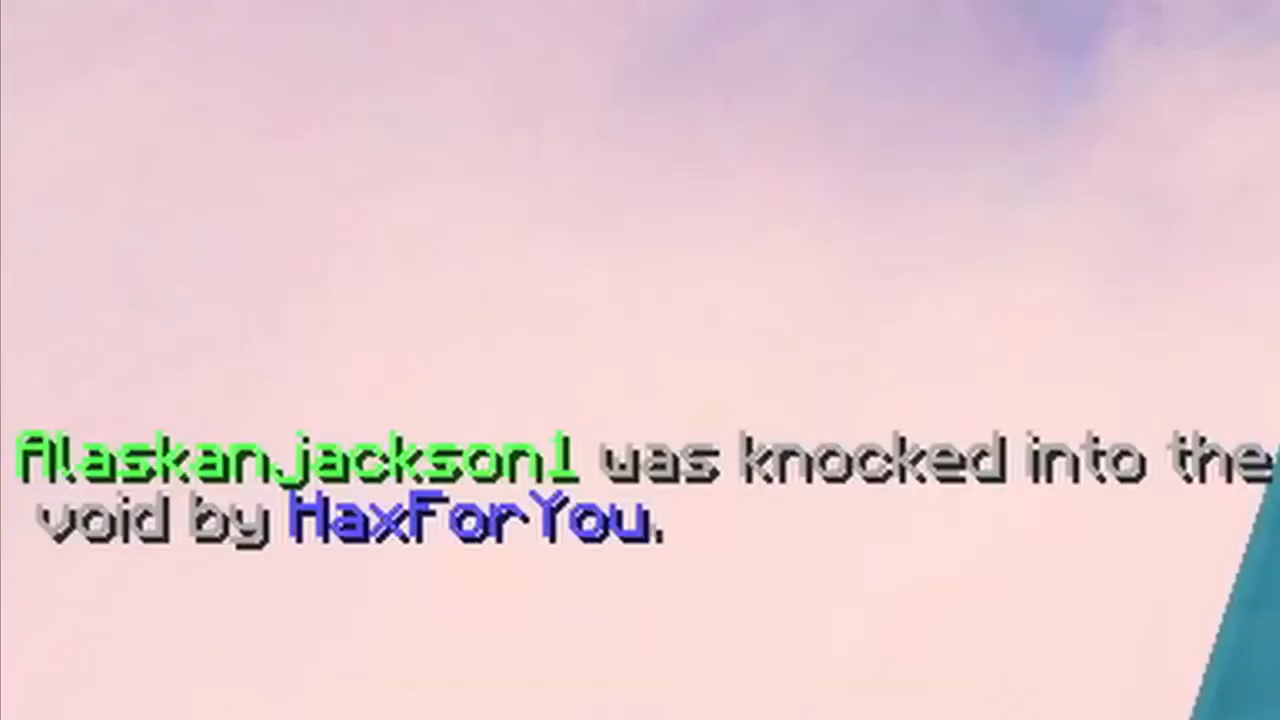 Alaskanjackson1 was knocked into the
void by HaxForYou.